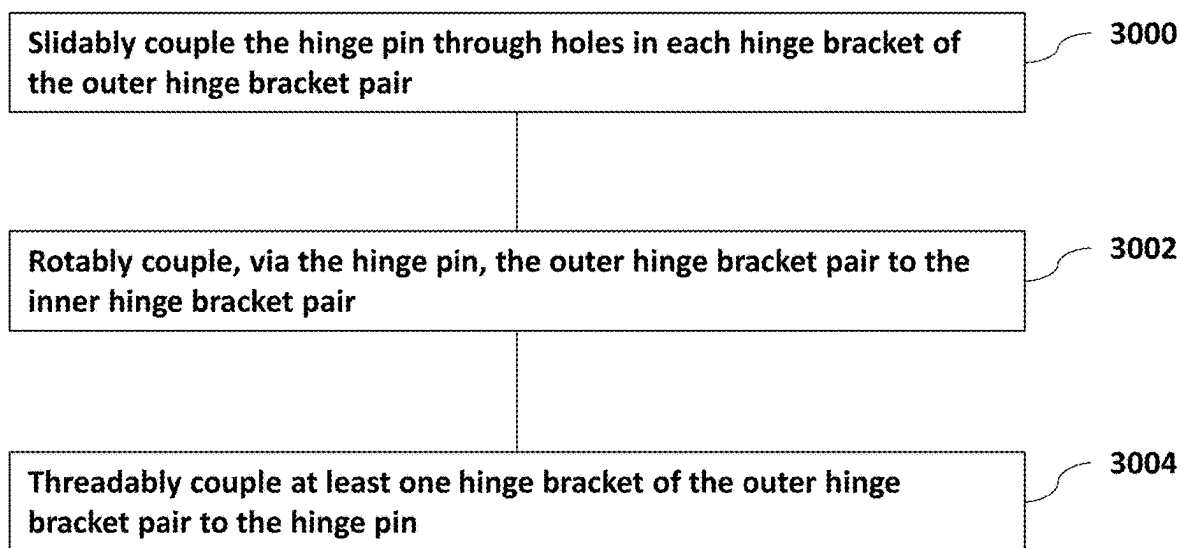 Slidably couple the hinge pin through holes in each hinge bracket of
the outer hinge bracket pair
3000
Rotably couple, via the hinge pin, the outer hinge bracket pair to the
inner hinge bracket pair
3002
Threadably couple at least one hinge bracket of the outer hinge
bracket pair to the hinge pin
3004